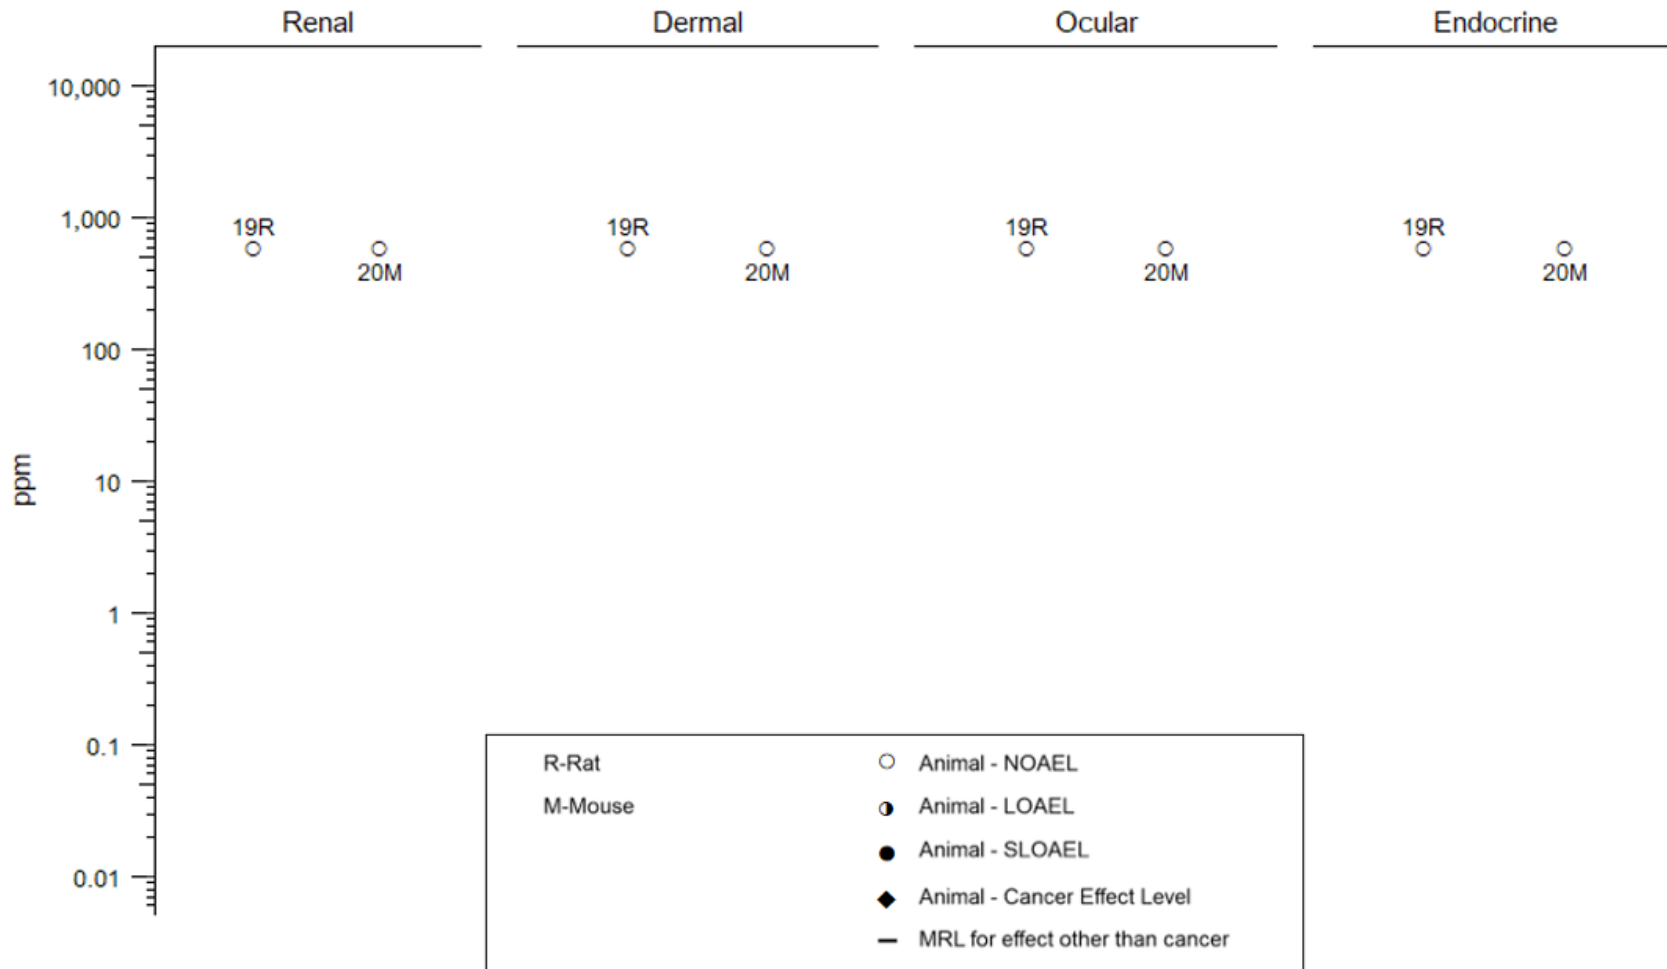 Renal Dermal Ocular Endocrine
10,000
1,000
19R 19R 19R 19R
20M 20M 20M 20M
100
ppm
10
1
0.1
0.01
R-Rat
M-Mouse
Animal - NOAEL
Animal - LOAEL
Animal - SLOAEL
Animal - Cancer Effect Level
MRL for effect other than cancer